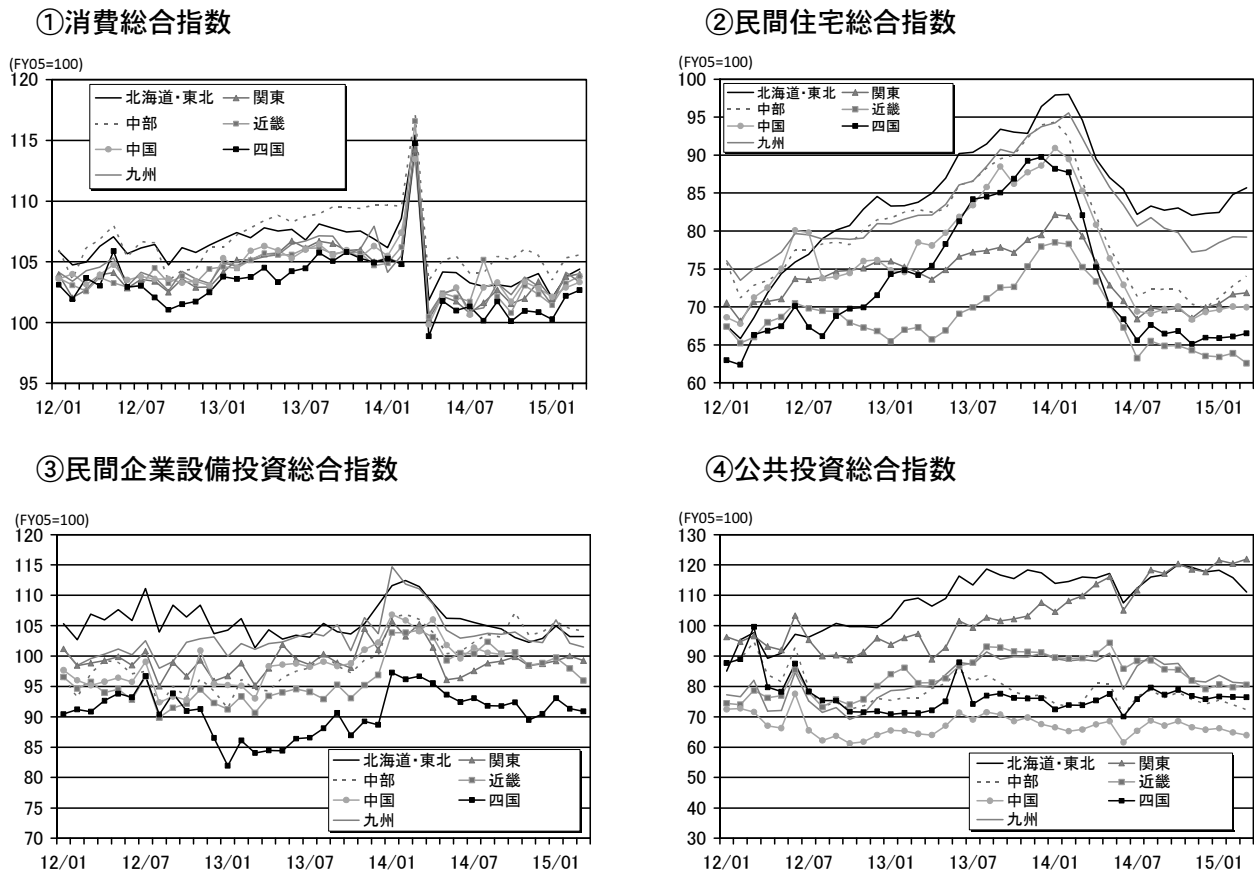 ①消費総合指数
(FY05=100)
120
115
110
105
100
95
北海道・東北 関東
中部 近畿
中国 四国
九州
12/01 12/07 13/01 13/07 14/01 14/07 15/01
②民間住宅総合指数
(FY05=100)
100
95
90
85
80
75
70
65
60
北海道・東北 関東
中部 近畿
中国 四国
九州
12/01 12/07 13/01 13/07 14/01 14/07 15/01
③民間企業設備投資総合指数
(FY05=100)
120
115
110
105
100
95
90
85
80
75
70
北海道・東北 関東
中部 近畿
中国 四国
九州
12/01 12/07 13/01 13/07 14/01 14/07 15/01
④公共投資総合指数
(FY05=100)
130
120
110
100
90
80
70
60
50
40
30
北海道・東北 関東
中部 近畿
中国 四国
九州
12/01 12/07 13/01 13/07 14/01 14/07 15/01